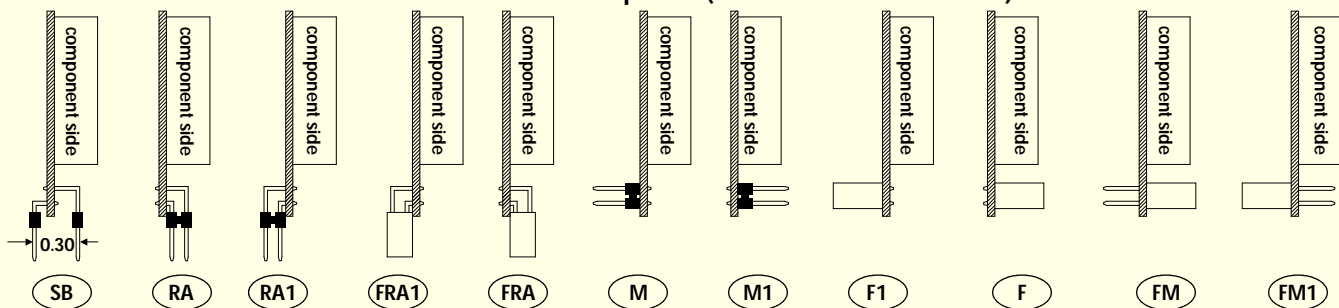 component side component side component side component side component side component side component side component side component side component side component side
0.30
SB RA RA1 FRA1 FRA M M1 F1 F FM FM1